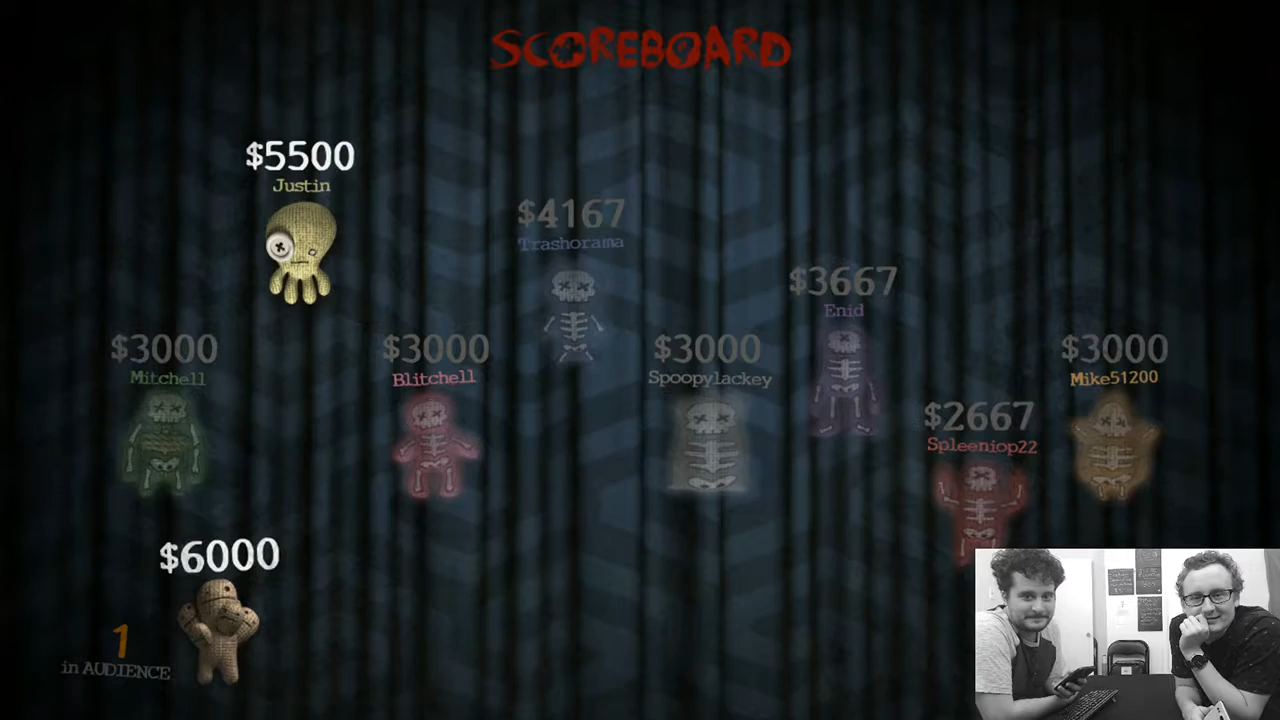 SCOREBOARD
$5500
Justin
$4167
Trashorama
$3667
Enid
$3000
Mitchell
$3000
Blitchell
$3000
Spoopylackey
$3000
Mike51200
$2667
Spleeniop22
$6000
1
in AUDIENCE